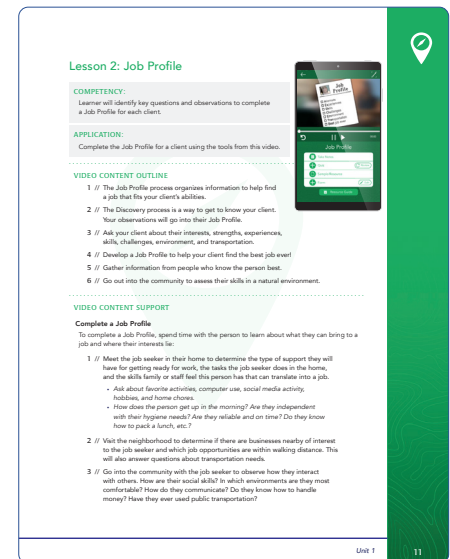 Lesson 2: Job Profile
COMPETENCY:
Learner will identify key questions and observations to complete
a Job Profile for each client.
APPLICATION:
Complete the Job Profile for a client using the tools from this video.
Job
Profile
Job Profile
VIDEO CONTENT OUTLINE
1 // The Job Profile process organizes information to help find
a job that fits your client's abilities.
2 // The Discovery process is a way to get to know your client.
Your observations will go into their Job Profile.
3 // Ask your client about their interests, strengths, experiences,
skills, challenges, environment, and transportation.
4 // Develop a Job Profile to help your client find the best job ever!
5 // Gather information from people who know the person best.
6 // Go out into the community to assess their skills in a natural environment.
VIDEO CONTENT SUPPORT
Complete a Job Profile
To complete a Job Profile, spend time with the person to learn about what they can bring to a
job and where their interests lie:
1 // Meet the job seeker in their home to determine the type of support they will
have for getting ready for work, the tasks the job seeker does in the home,
and the skills family or staff feel this person has that can translate into a job.
• Ask about favorite activities, computer use, social media activity,
hobbies, and home chores.
• How does the person get up in the morning? Are they independent
with their hygiene needs? Are they reliable and on time? Do they know
how to pack a lunch, etc.?
2 // Visit the neighborhood to determine if there are businesses nearby of interest
to the job seeker and which job opportunities are within walking distance. This
will also answer questions about transportation needs.
3 // Go into the community with the job seeker to observe how they interact
with others. How are their social skills? In which environments are they most
comfortable? How do they communicate? Do they know how to handle
money? Have they ever used public transportation?
Unit 1
11